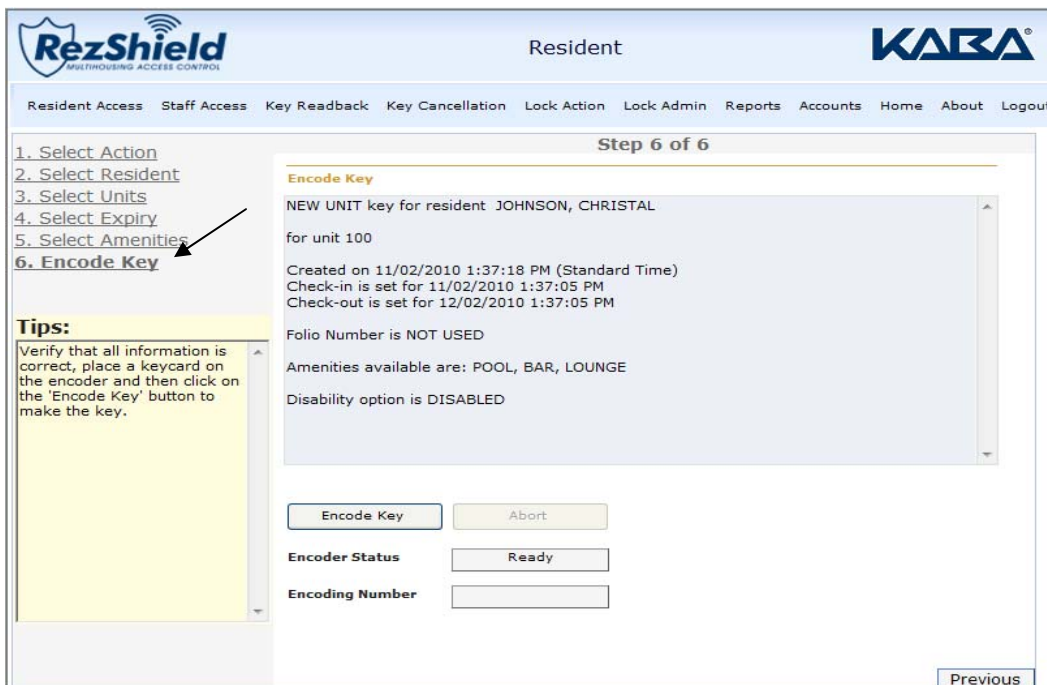 RezShield
MULTIHOUSING ACCESS CONTROL
Resident
KABA®
Resident Access Staff Access Key Readback Key Cancellation Lock Action Lock Admin Reports Accounts Home About Logout
Step 6 of 6
1. Select Action
2. Select Resident
3. Select Units
4. Select Expiry
5. Select Amenities
6. Encode Key
Tips:
Verify that all information is
correct, place a keycard on
the encoder and then click on
the 'Encode Key' button to
make the key.
Encode Key
NEW UNIT key for resident JOHNSON, CHRISTAL
for unit 100
Created on 11/02/2010 1:37:18 PM (Standard Time)
Check-in is set for 11/02/2010 1:37:05 PM
Check-out is set for 12/02/2010 1:37:05 PM
Folio Number is NOT USED
Amenities available are: POOL, BAR, LOUNGE
Disability option is DISABLED
Encode Key Abort
Encoder Status Ready
Encoding Number
Previous